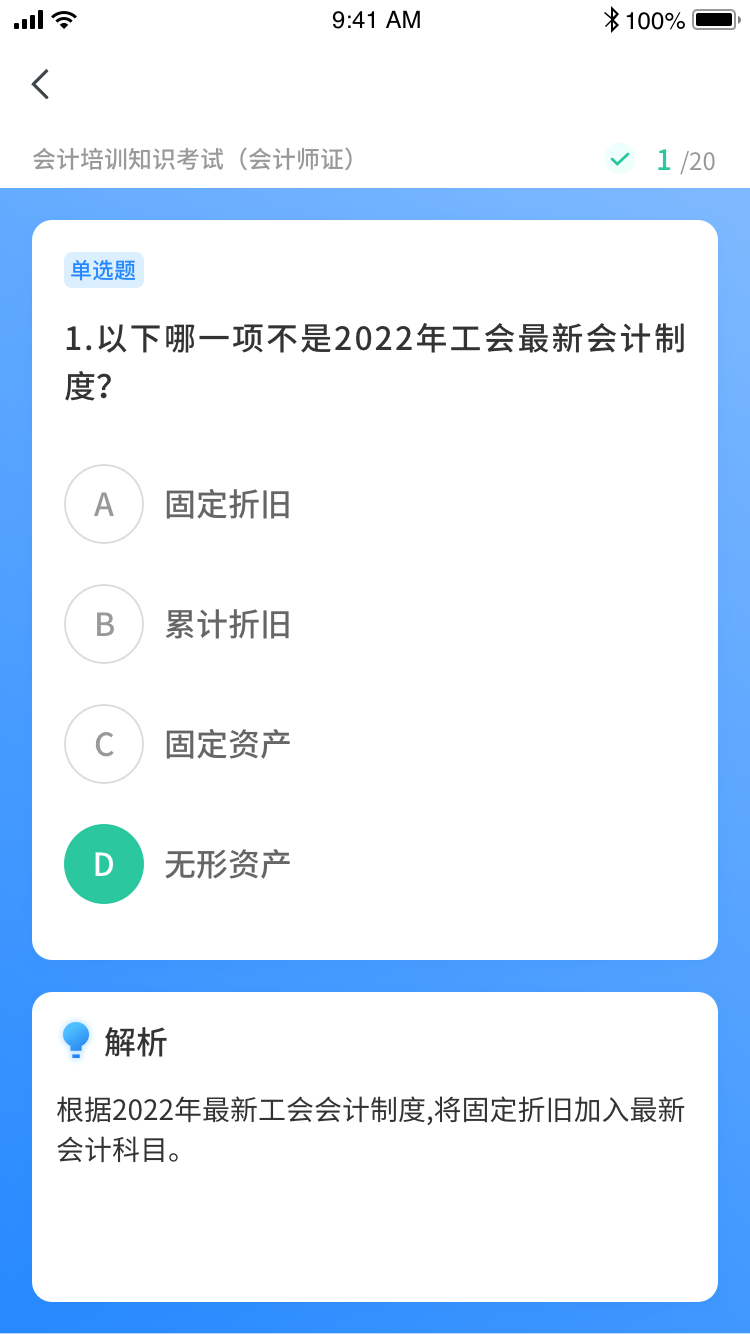 9:41 AM
100%
会计培训知识考试（会计师证）
1 /20
单选题
1.以下哪一项不是2022年工会最新会计制
度?
A 固定折旧
B 累计折旧
C 固定资产
D 无形资产
解析
根据2022年最新工会会计制度,将固定折旧加入最新
会计科目。